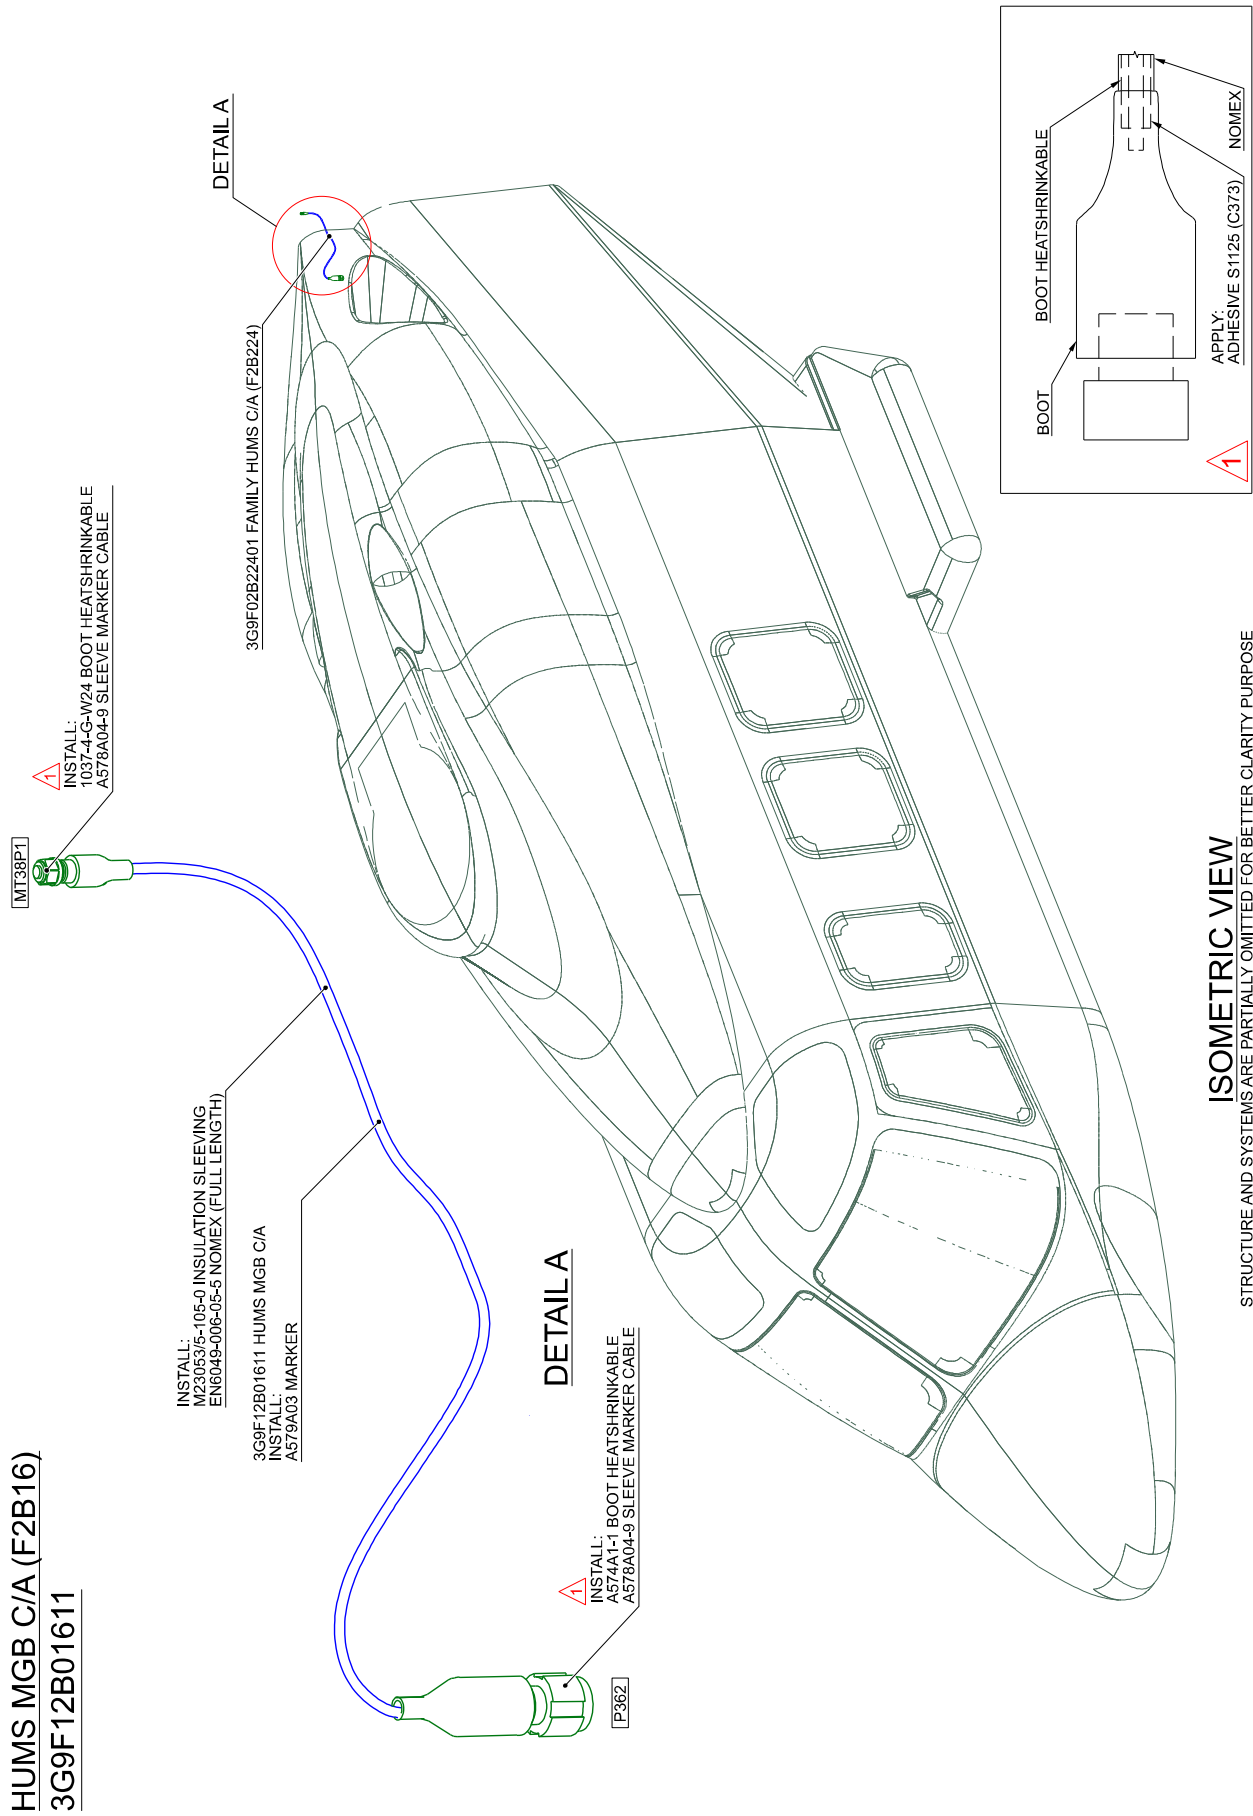 HUMS MGB C/A (F2B16)
3G9F12B01611
MT38P1
1
INSTALL:
1037-4-G-W24 BOOT HEATSHRINKABLE
A578A04-9 SLEEVE MARKER CABLE
DETAIL A
3G9F02B22401 FAMILY HUMS C/A (F2B224)
INSTALL:
M23053/5-105-0 INSULATION SLEEVING
EN6049-006-05-5 NOMEX (FULL LENGTH)
3G9F12B01611 HUMS MGB C/A
INSTALL:
A579A03 MARKER
DETAIL A
1
INSTALL:
A574A1-1 BOOT HEATSHRINKABLE
A578A04-9 SLEEVE MARKER CABLE
P362
BOOT
BOOT HEATSHRINKABLE
APPLY:
ADHESIVE S1125 (C373)
NOMEX
1
ISOMETRIC VIEW
STRUCTURE AND SYSTEMS ARE PARTIALLY OMITTED FOR BETTER CLARITY PURPOSE